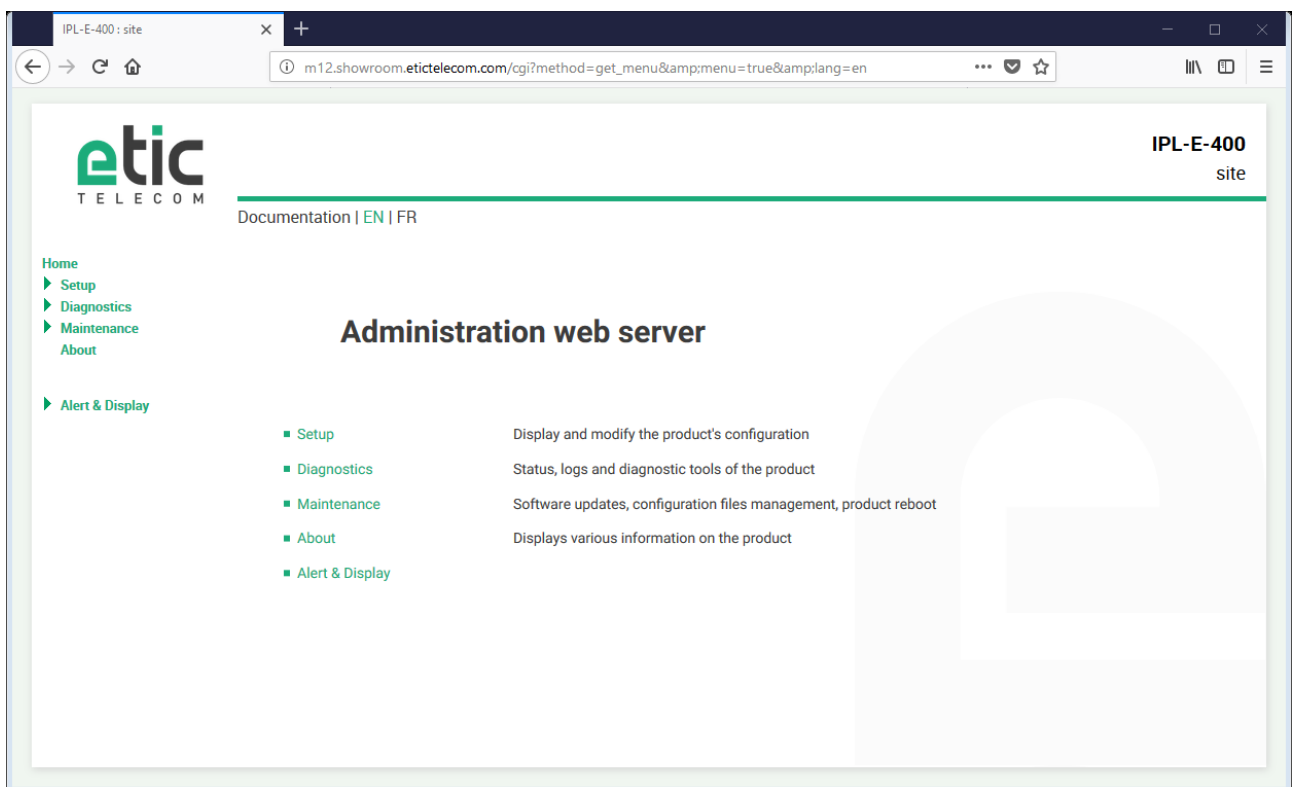 IPL-E-400 : site
m12.showroom.etictelecom.com/cgi?method=get_menu&amp;menu=true&amp;lang=en
etic
TELECOM
IPL-E-400
site
Documentation | EN | FR
Home
Setup
Diagnostics
Maintenance
About
Alert & Display
Administration web server
Setup Display and modify the product's configuration
Diagnostics Status, logs and diagnostic tools of the product
Maintenance Software updates, configuration files management, product reboot
About Displays various information on the product
Alert & Display